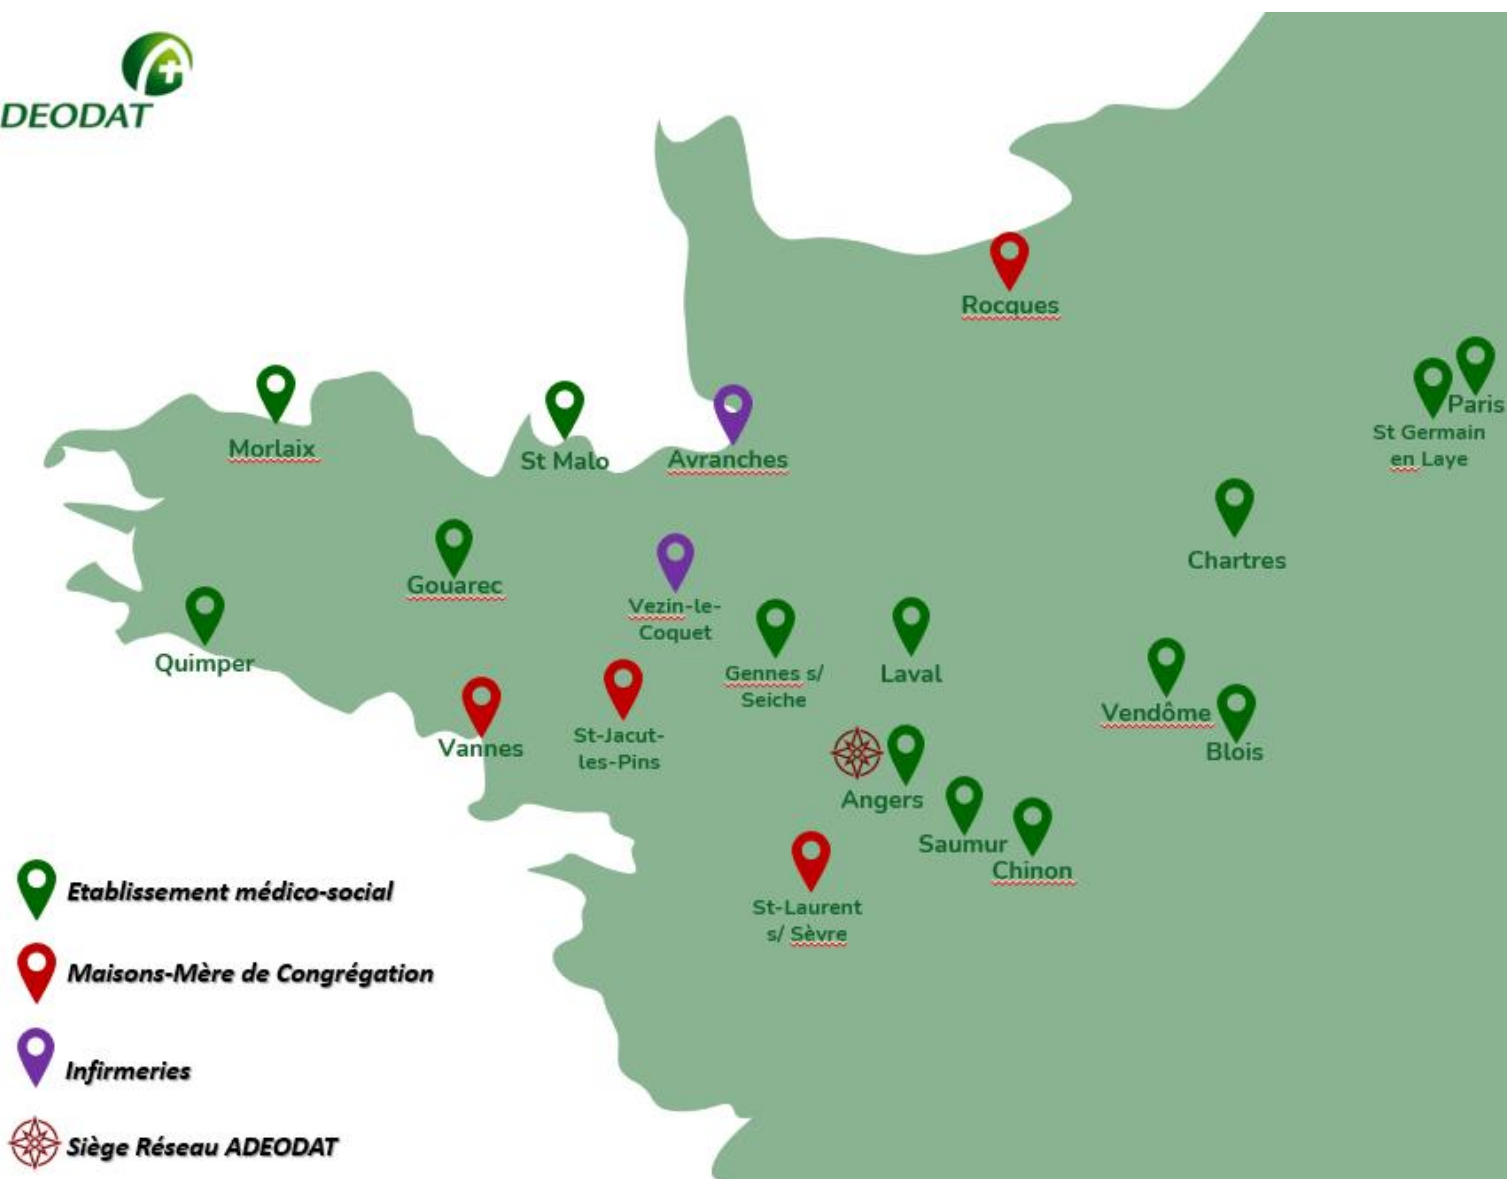 DEODAT
Rocques
Paris
St Germain
en Laye
Morlaix
St Malo
Avranches
Chartres
Gouarec
Vezin-le-
Coquet
Quimper
Gennes s/
Seiche
Laval
Vendôme
Blois
Vannes
St-Jacut-
les-Pins
Angers
Saumur
Chinon
St-Laurent
s/ Sèvre
Etablissement médico-social
Maisons-Mère de Congrégation
Infirmeries
Siège Réseau ADEODAT